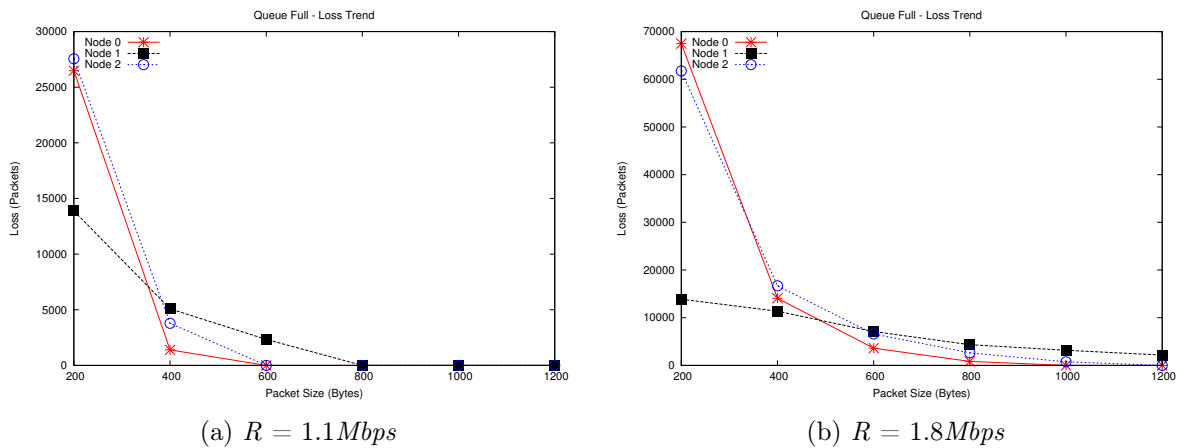 Queue Full - Loss Trend
30000
25000
20000
15000
10000
5000
0
Loss (Packets)
Node 0
Node 1
Node 2
200 400 600 800 1000 1200
Packet Size (Bytes)
(a) R = 1.1Mbps
Queue Full - Loss Trend
70000
60000
50000
40000
30000
20000
10000
0
Loss (Packets)
Node 0
Node 1
Node 2
200 400 600 800 1000 1200
Packet Size (Bytes)
(b) R = 1.8Mbps